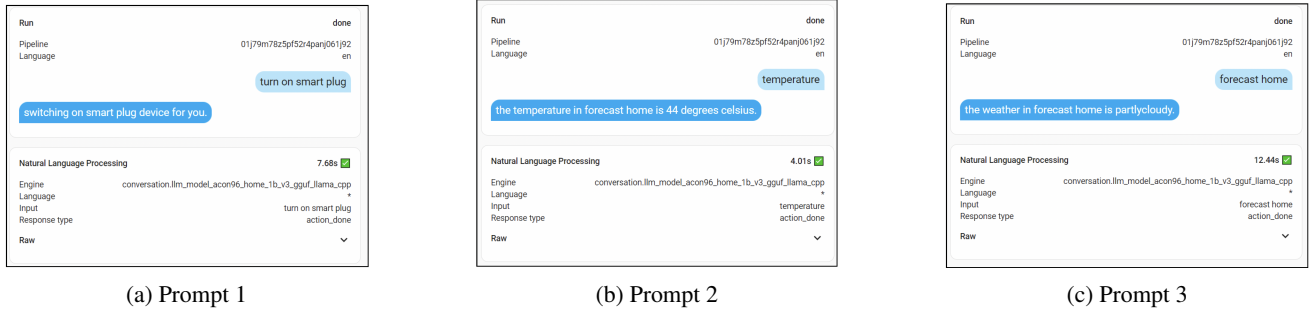 Run done
Pipeline 01j79m78z5pf52r4panj061j92
Language en
turn on smart plug
switching on smart plug device for you.
Natural Language Processing 7.68s ✅
Engine conversation.llm_model_acon96_home_1b_v3_gguf_llama_cpp
Language *
Input turn on smart plug
Response type action_done
Raw
(a) Prompt 1
Run done
Pipeline 01j79m78z5pf52r4panj061j92
Language en
temperature
the temperature in forecast home is 44 degrees celsius.
Natural Language Processing 4.01s ✅
Engine conversation.llm_model_acon96_home_1b_v3_gguf_llama_cpp
Language *
Input temperature
Response type action_done
Raw
(b) Prompt 2
Run done
Pipeline 01j79m78z5pf52r4panj061j92
Language en
forecast home
the weather in forecast home is partlycloudy.
Natural Language Processing 12.44s ✅
Engine conversation.llm_model_acon96_home_1b_v3_gguf_llama_cpp
Language *
Input forecast home
Response type action_done
Raw
(c) Prompt 3